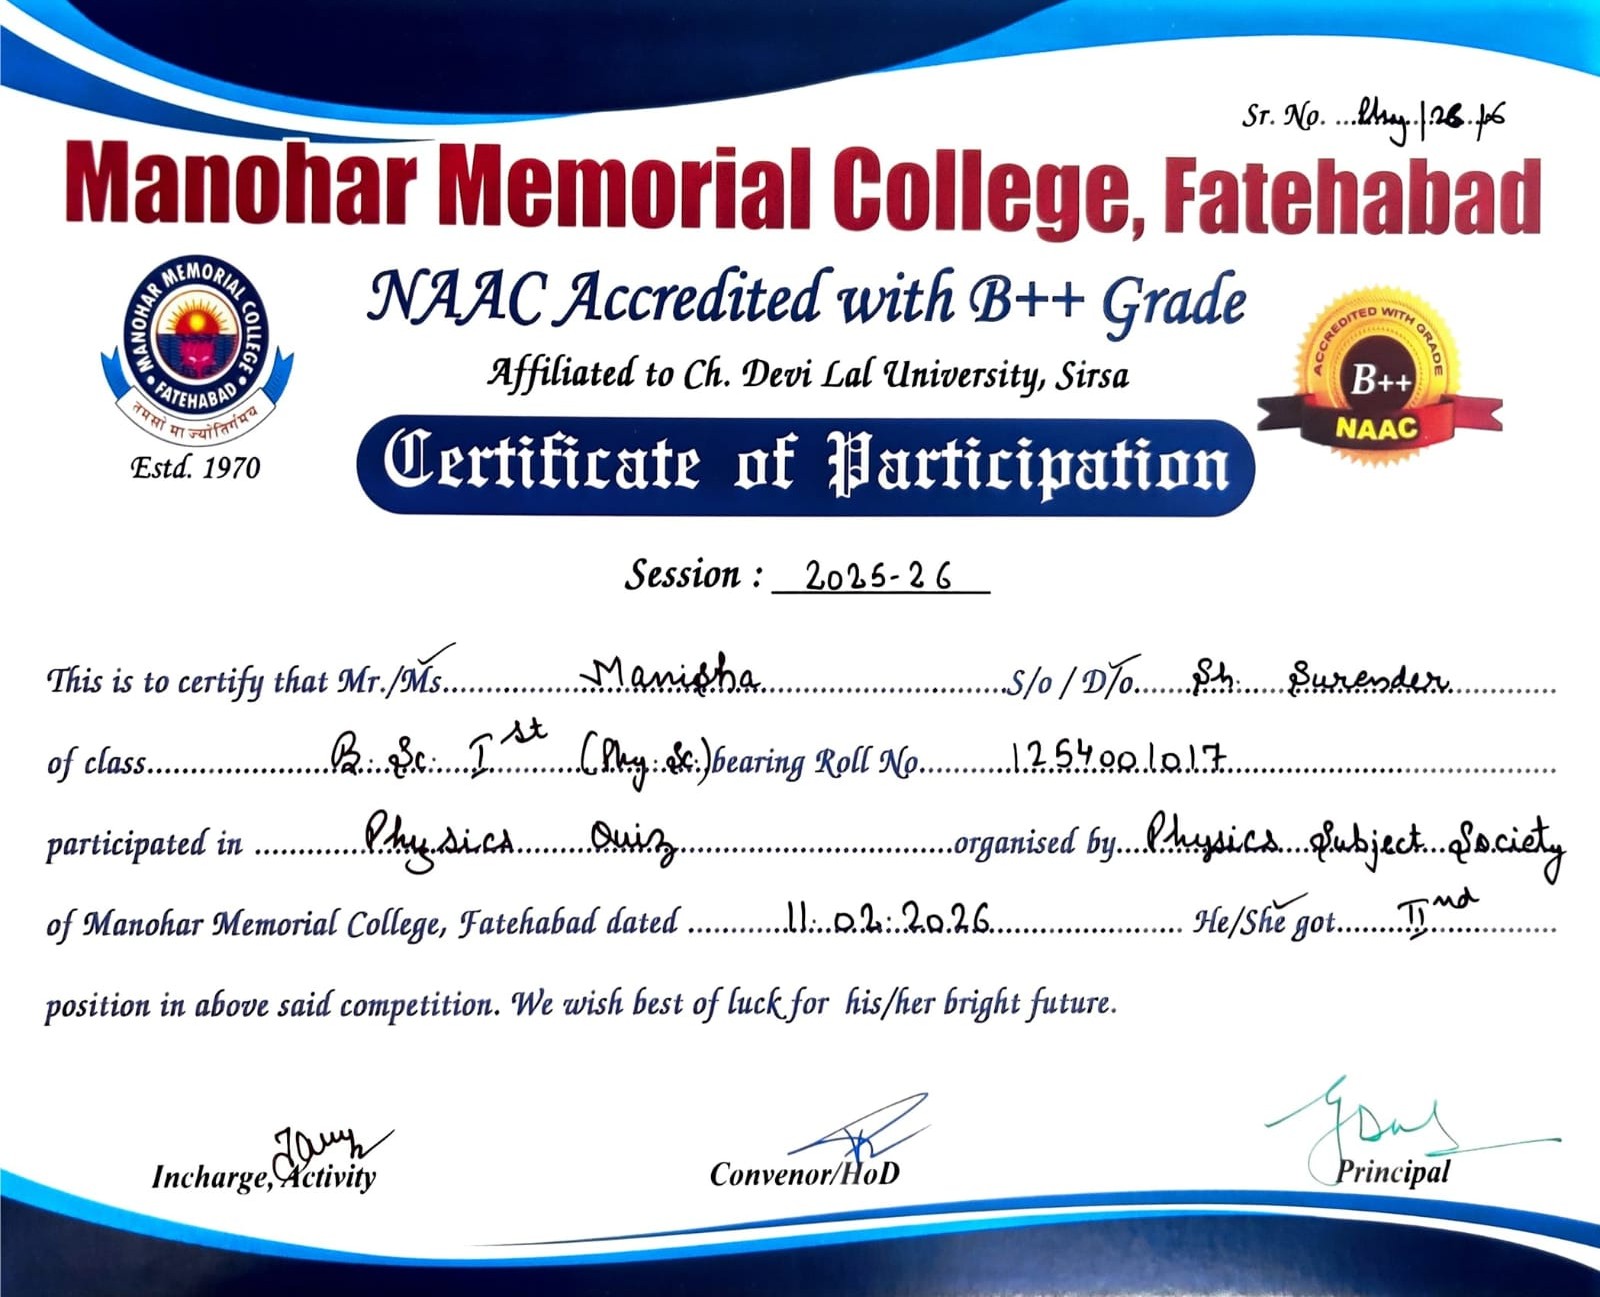 Sr. No. ...Phy./26./6
Manohar Memorial College, Fatehabad
MANOHAR MEMORIAL COLLEGE
• FATEHABAD •
तमसो मा ज्योतिर्गमय
Estd. 1970
NAAC Accredited with B++ Grade
Affiliated to Ch. Devi Lal University, Sirsa
Certificate of Participation
ACCREDITED WITH GRADE
B++
NAAC
Session : 2025-26
This is to certify that Mr./Ms. Manisha S/o / D/o Sh. Surender
of class B.Sc. Ist (Phy.Sc.) bearing Roll No. 1254001017
participated in Physics Quiz organised by Physics Subject Society
of Manohar Memorial College, Fatehabad dated 11.02.2026 He/She got IInd
position in above said competition. We wish best of luck for his/her bright future.
Incharge, Activity
Convenor/HoD
Principal